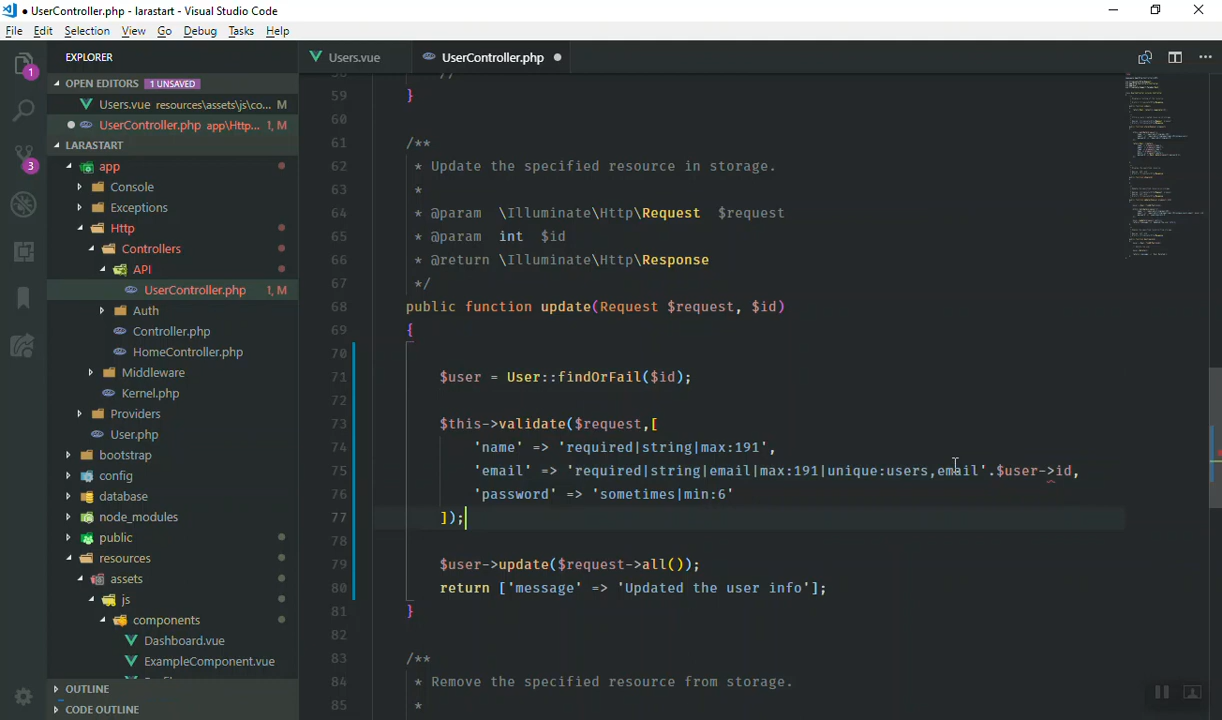 UserController.php - larastart - Visual Studio Code
File Edit Selection View Go Debug Tasks Help
EXPLORER
OPEN EDITORS 1 UNSAVED
Users.vue resources\assets\js\co... M
UserController.php app\Http... 1, M
LARASTART
app
Console
Exceptions
Http
Controllers
API
UserController.php 1, M
Auth
Controller.php
HomeController.php
Middleware
Kernel.php
Providers
User.php
bootstrap
config
database
node_modules
public
resources
assets
js
components
Dashboard.vue
ExampleComponent.vue
OUTLINE
CODE OUTLINE
1
3
Users.vue
UserController.php
59 }
60
61 /**
62 * Update the specified resource in storage.
63 *
64 * @param \Illuminate\Http\Request $request
65 * @param int $id
66 * @return \Illuminate\Http\Response
67 */
68 public function update(Request $request, $id)
69 {
70
71 $user = User::findOrFail($id);
72
73 $this->validate($request,[
74 'name' => 'required|string|max:191',
75 'email' => 'required|string|email|max:191|unique:users,email'.$user->id,
76 'password' => 'sometimes|min:6'
77 ]);
78
79 $user->update($request->all());
80 return ['message' => 'Updated the user info'];
81 }
82
83 /**
84 * Remove the specified resource from storage.
85 *